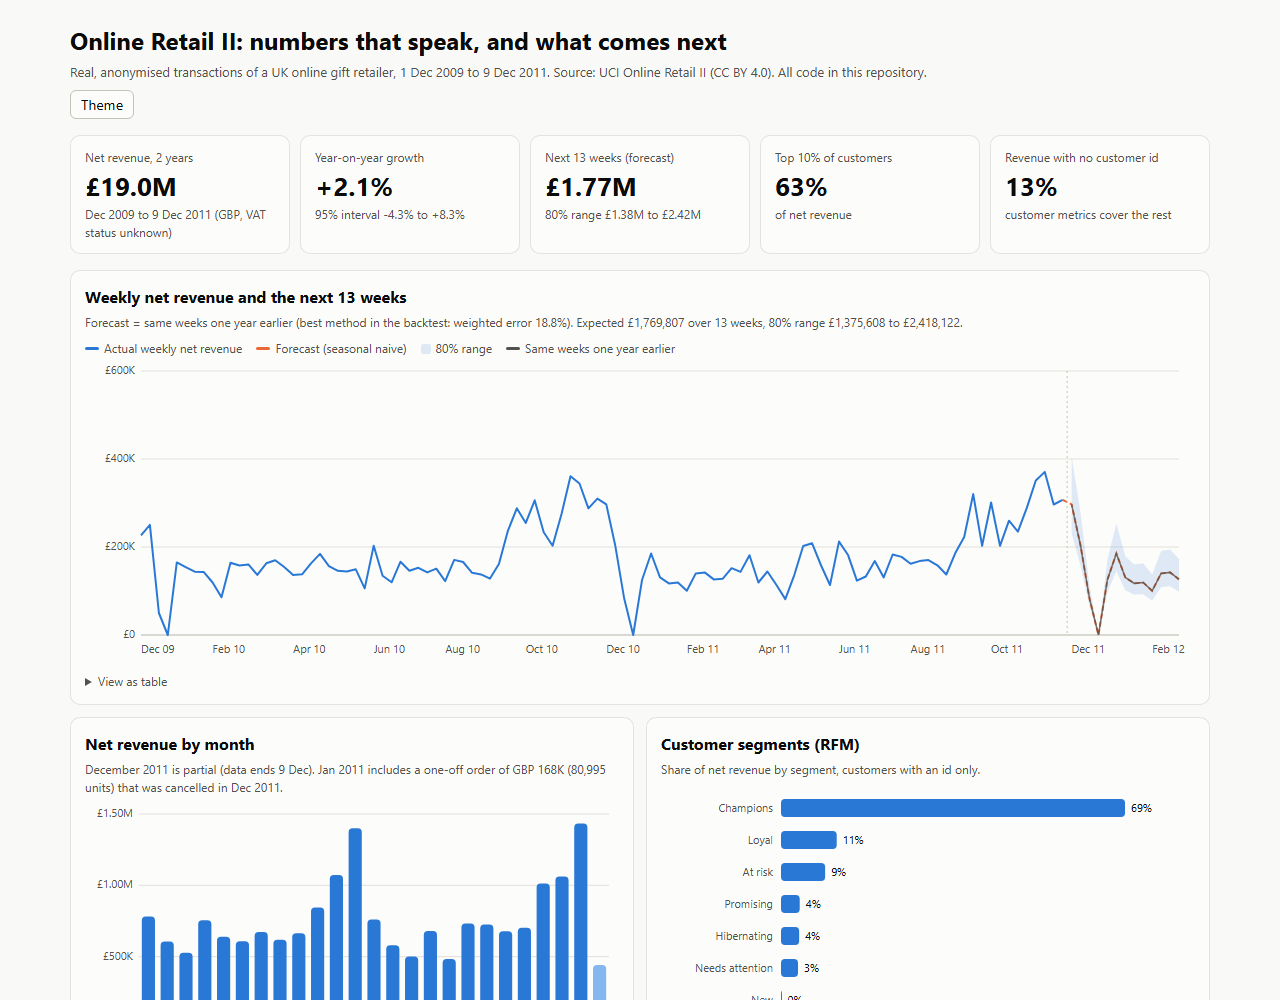 Online Retail II: numbers that speak, and what comes next
Real, anonymised transactions of a UK online gift retailer, 1 Dec 2009 to 9 Dec 2011. Source: UCI Online Retail II (CC BY 4.0). All code in this repository.
Theme
Net revenue, 2 years
£19.0M
Dec 2009 to 9 Dec 2011 (GBP, VAT
status unknown)
Year-on-year growth
+2.1%
95% interval -4.3% to +8.3%
Next 13 weeks (forecast)
£1.77M
80% range £1.38M to £2.42M
Top 10% of customers
63%
of net revenue
Revenue with no customer id
13%
customer metrics cover the rest
Weekly net revenue and the next 13 weeks
Forecast = same weeks one year earlier (best method in the backtest: weighted error 18.8%). Expected £1,769,807 over 13 weeks, 80% range £1,375,608 to £2,418,122.
Actual weekly net revenue
Forecast (seasonal naive)
80% range
Same weeks one year earlier
£600K
£400K
£200K
£0
Dec 09
Feb 10
Apr 10
Jun 10
Aug 10
Oct 10
Dec 10
Feb 11
Apr 11
Jun 11
Aug 11
Oct 11
Dec 11
Feb 12
View as table
Net revenue by month
December 2011 is partial (data ends 9 Dec). Jan 2011 includes a one-off order of GBP 168K (80,995
units) that was cancelled in Dec 2011.
£1.50M
£1.00M
£500K
Customer segments (RFM)
Share of net revenue by segment, customers with an id only.
Champions
69%
Loyal
11%
At risk
9%
Promising
4%
Hibernating
4%
Needs attention
3%
New
0%